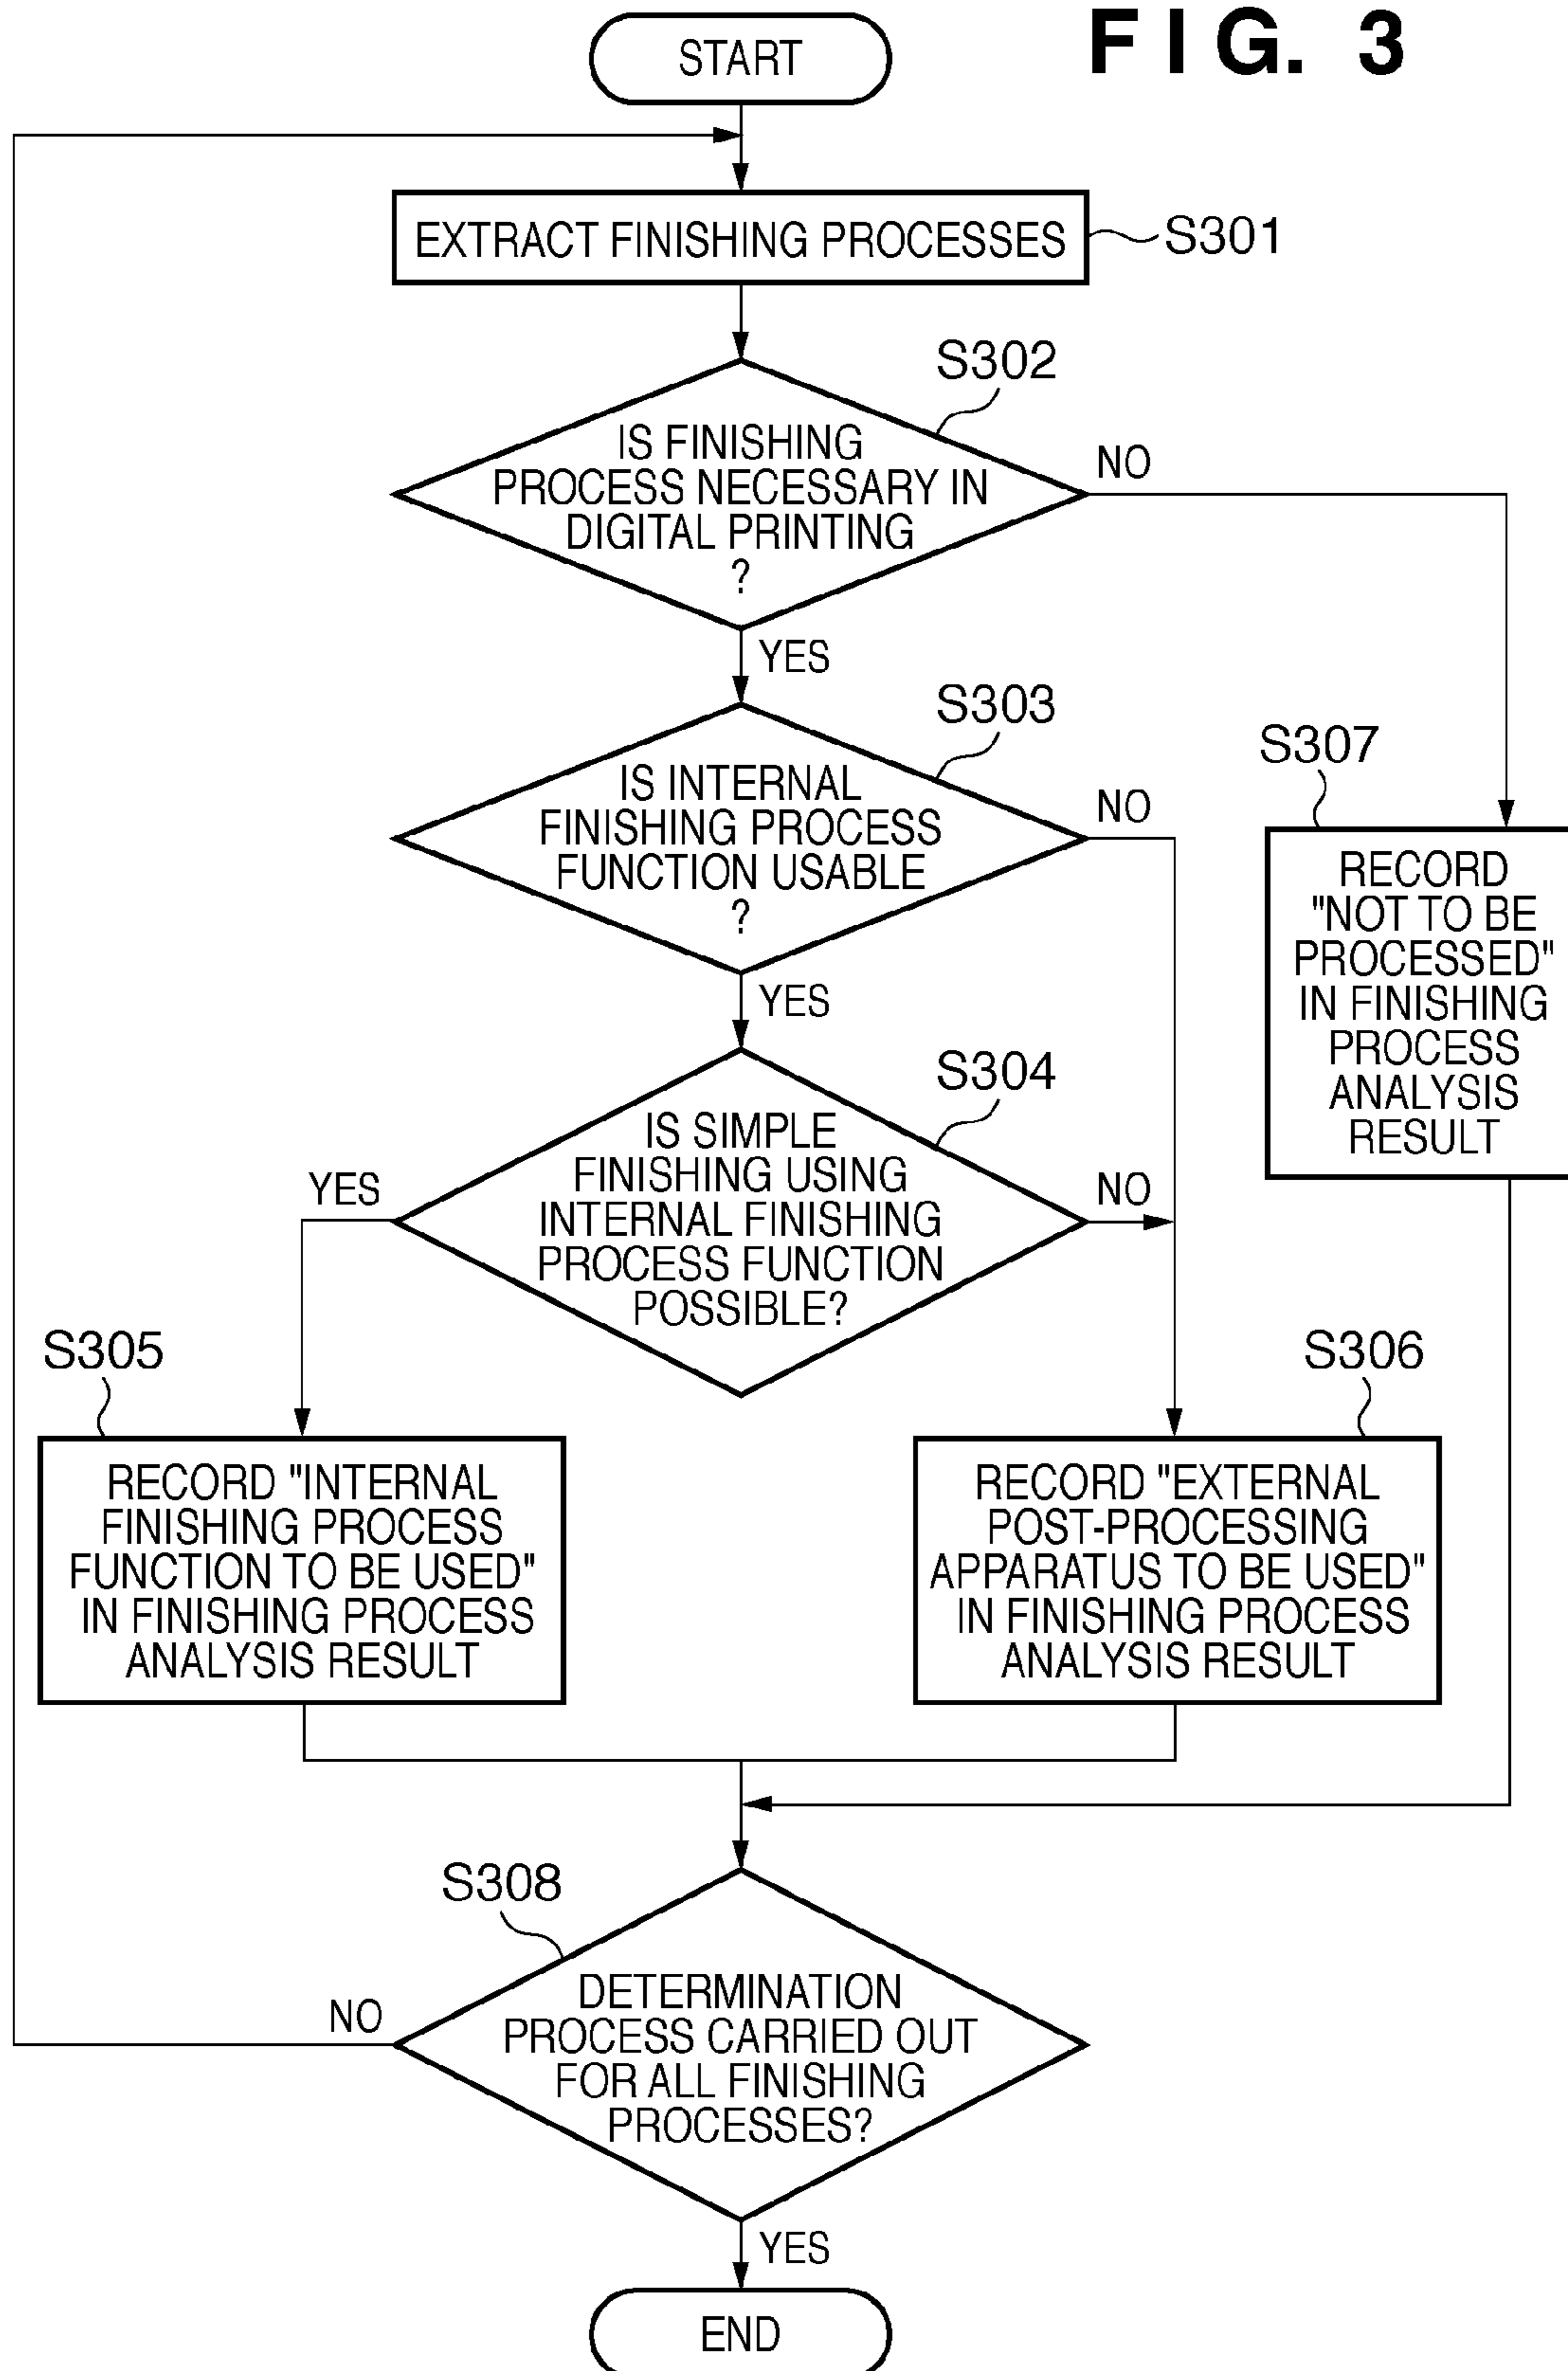 FIG. 3
START
EXTRACT FINISHING PROCESSES
S301
S302
IS FINISHING
PROCESS NECESSARY IN
DIGITAL PRINTING
?
NO
YES
S303
IS INTERNAL
FINISHING PROCESS
FUNCTION USABLE
?
NO
YES
S307
RECORD
"NOT TO BE
PROCESSED"
IN FINISHING
PROCESS
ANALYSIS
RESULT
S304
IS SIMPLE
FINISHING USING
INTERNAL FINISHING
PROCESS FUNCTION
POSSIBLE?
YES
NO
S305
RECORD "INTERNAL
FINISHING PROCESS
FUNCTION TO BE USED"
IN FINISHING PROCESS
ANALYSIS RESULT
S306
RECORD "EXTERNAL
POST-PROCESSING
APPARATUS TO BE USED"
IN FINISHING PROCESS
ANALYSIS RESULT
S308
DETERMINATION
PROCESS CARRIED OUT
FOR ALL FINISHING
PROCESSES?
NO
YES
END